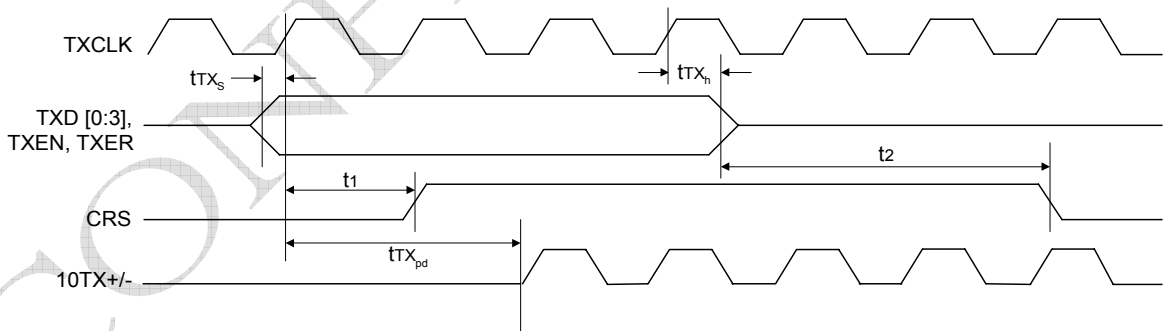 TXCLK
tTXS
tTXh
TXD [0:3],
TXEN, TXER
t2
t1
CRS
tTXpd
10TX+/-